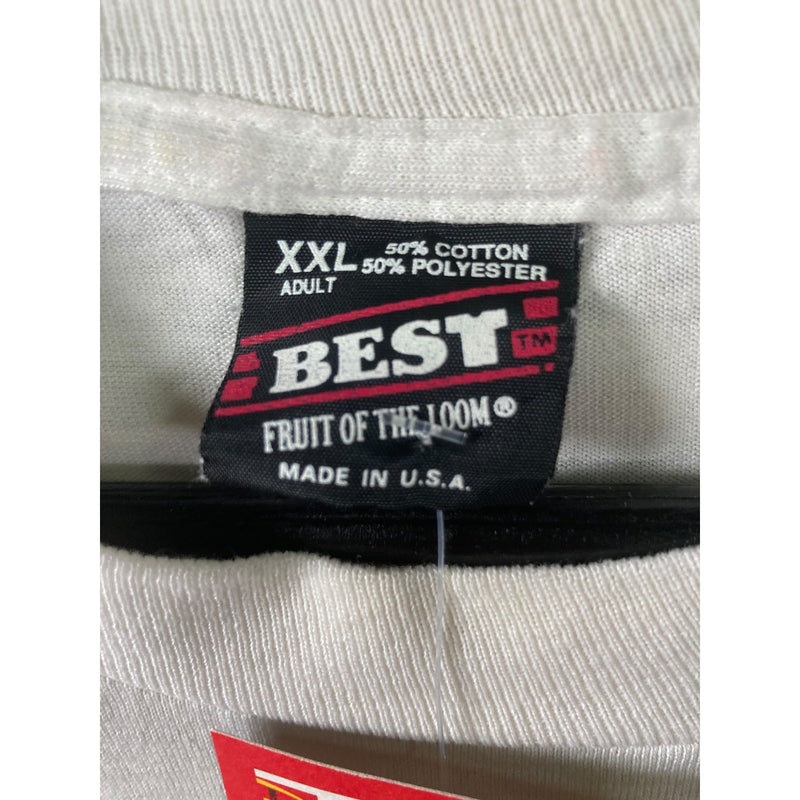 XXL 50% COTTON
ADULT 50% POLYESTER
BEST TM
FRUIT OF THE LOOM®
MADE IN U.S.A.